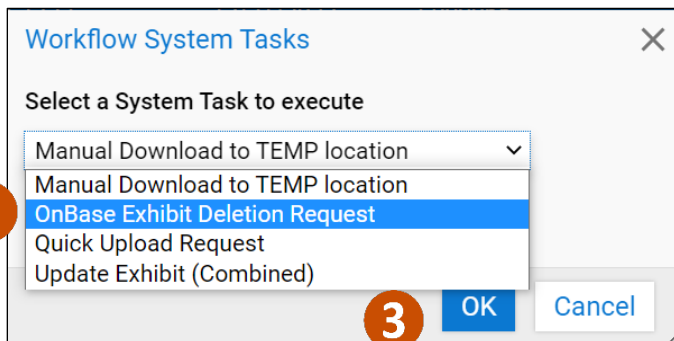 Workflow System Tasks
Select a System Task to execute
Manual Download to TEMP location
Manual Download to TEMP location
OnBase Exhibit Deletion Request
Quick Upload Request
Update Exhibit (Combined)
3 OK Cancel